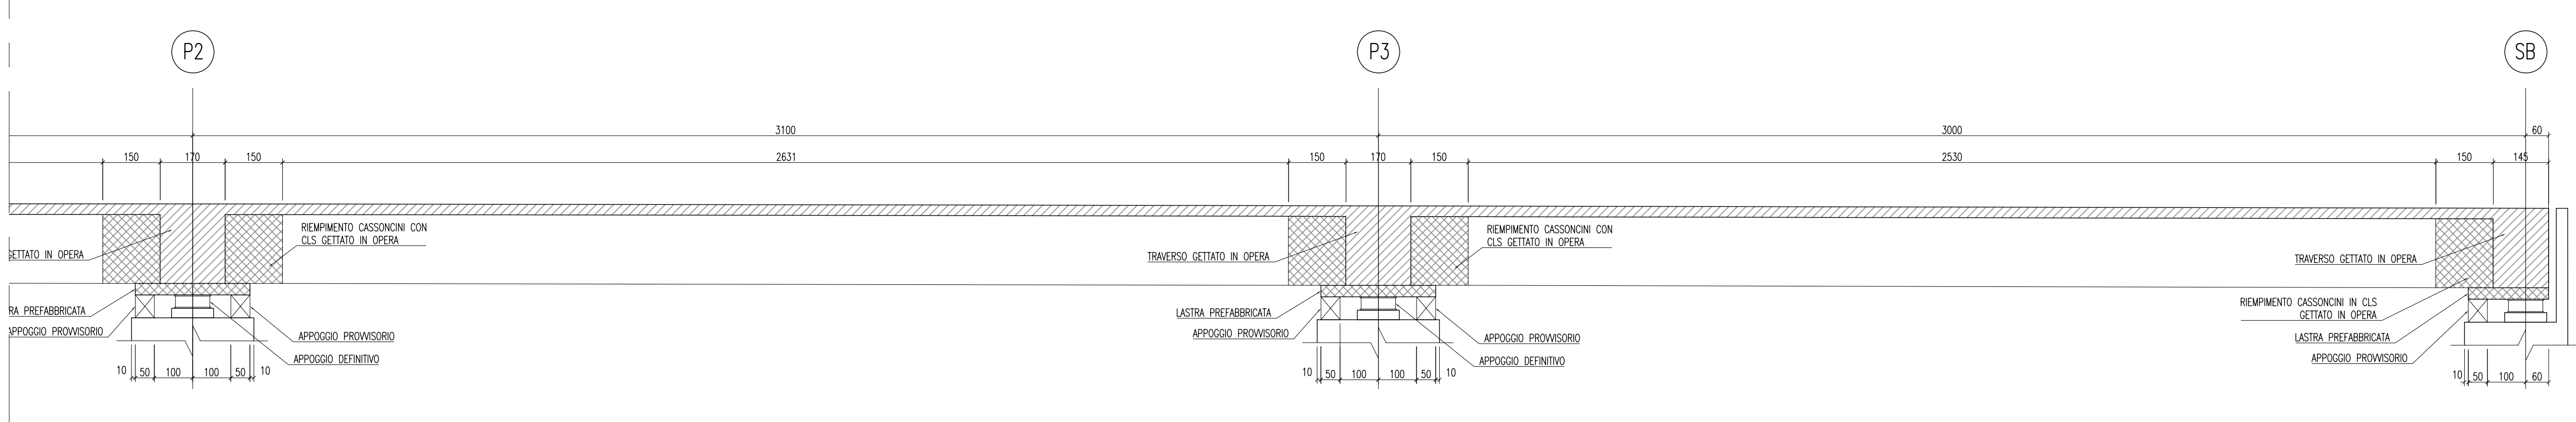 P2
P3
SB
3100
3000
60
150
170
150
2631
150
170
150
2530
150
145
RIEMPIMENTO CASSONCINI CON
CLS GETTATO IN OPERA
GETTATO IN OPERA
RA PREFABBRICATA
APPOGGIO PROVVISORIO
APPOGGIO PROVVISORIO
APPOGGIO DEFINITIVO
10
50
100
100
50
10
RIEMPIMENTO CASSONCINI CON
CLS GETTATO IN OPERA
TRAVERSO GETTATO IN OPERA
LASTRA PREFABBRICATA
APPOGGIO PROVVISORIO
APPOGGIO PROVVISORIO
APPOGGIO DEFINITIVO
10
50
100
100
50
10
TRAVERSO GETTATO IN OPERA
RIEMPIMENTO CASSONCINI IN CLS
GETTATO IN OPERA
LASTRA PREFABBRICATA
APPOGGIO PROVVISORIO
10
50
100
60